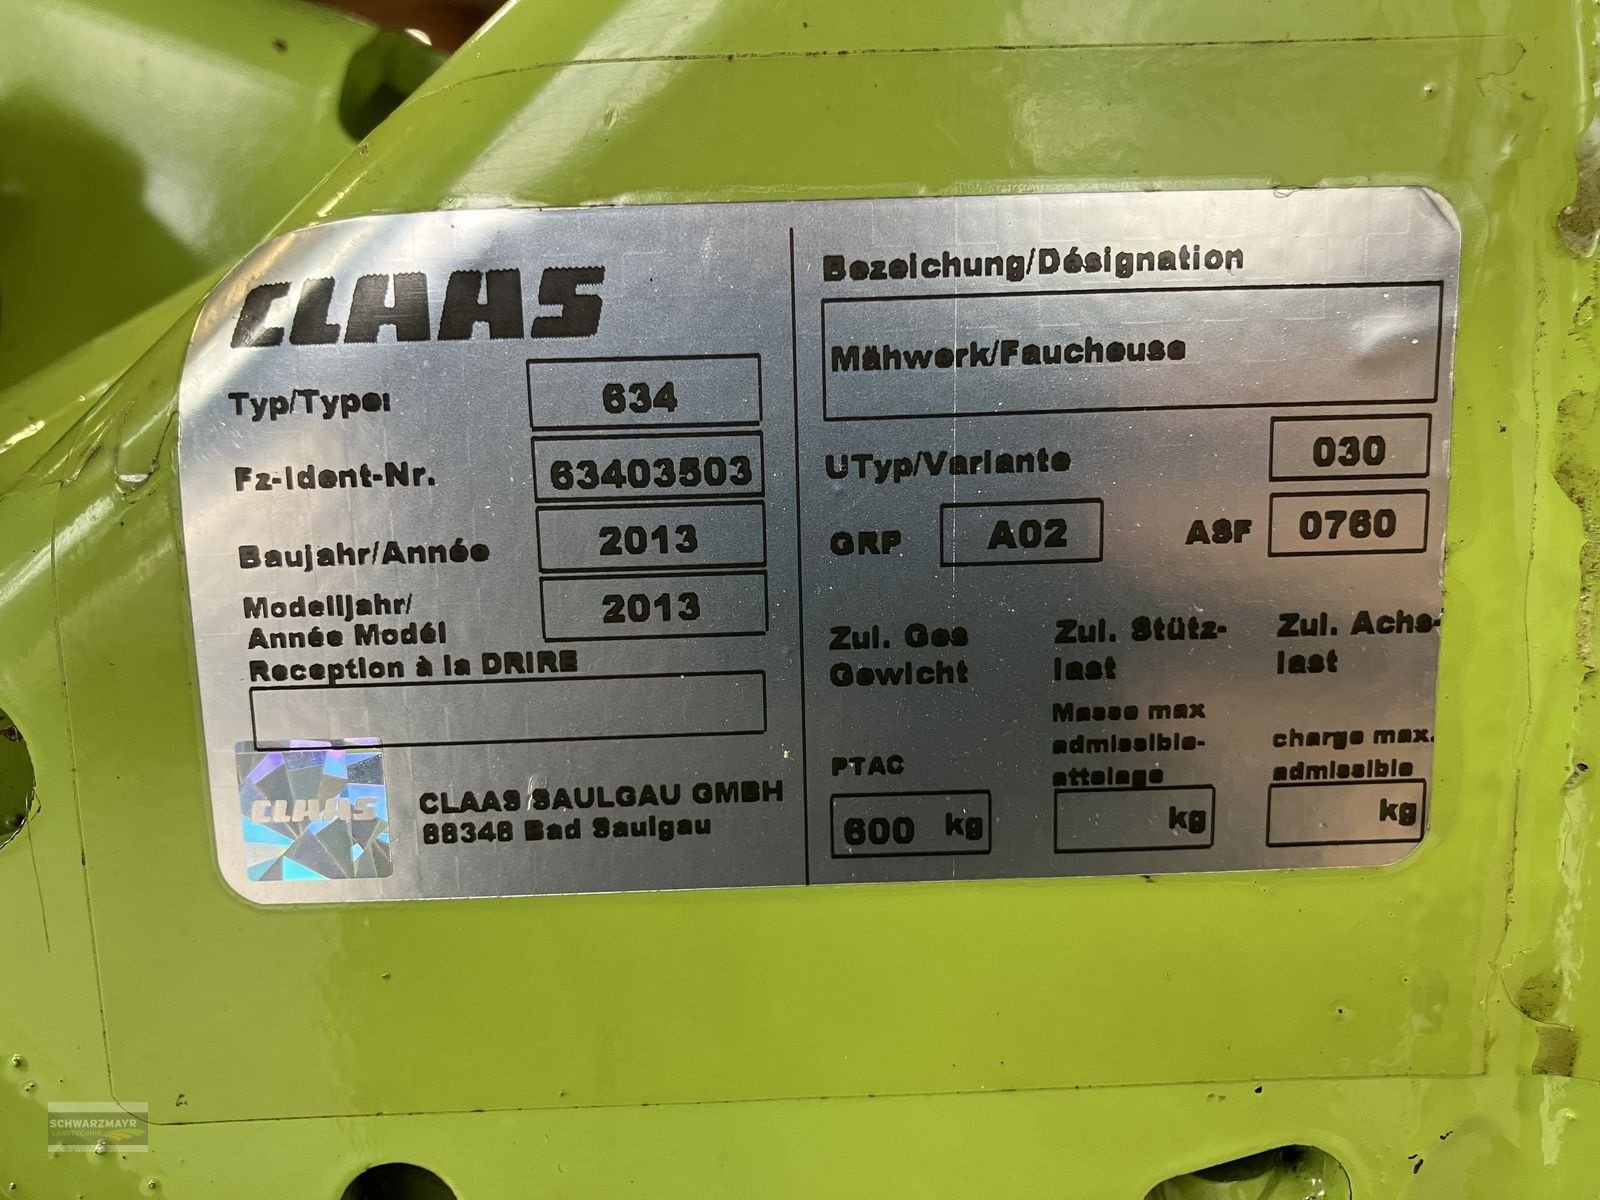 CLAAS
Typ/Type: 634
Fz-Ident-Nr. 63403503
Baujahr/Année 2013
Modelljahr/
Année Modél 2013
Reception à la DRIRE
CLAAS
CLAAS SAULGAU GMBH
88348 Bad Saulgau
Bezeichung/Désignation
Mähwerk/Faucheuse
UTyp/Variante 030
GRP A02 ASF 0760
Zul. Ges
Gewicht
PTAC
600 kg
Zul. Stütz-
last
Masse max
admissible-
attelage
kg
Zul. Achs-
last
charge max.
admissible
kg
SCHWARZMAYR
LANDTECHNIK